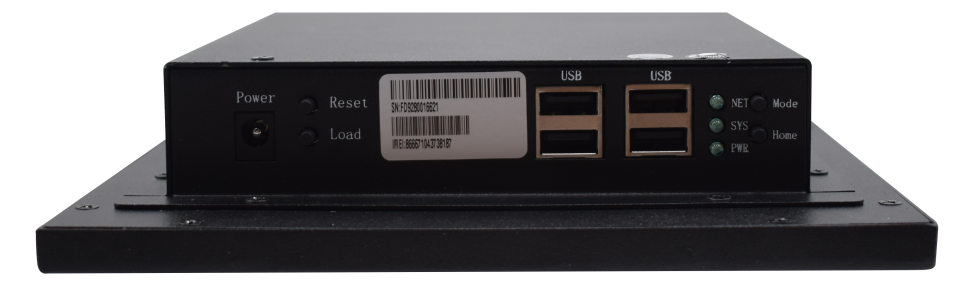 Power
Reset
Load
SN:FD9280016621
IMEI:866671043738187
USB
USB
NET
SYS
PWR
Mode
Home